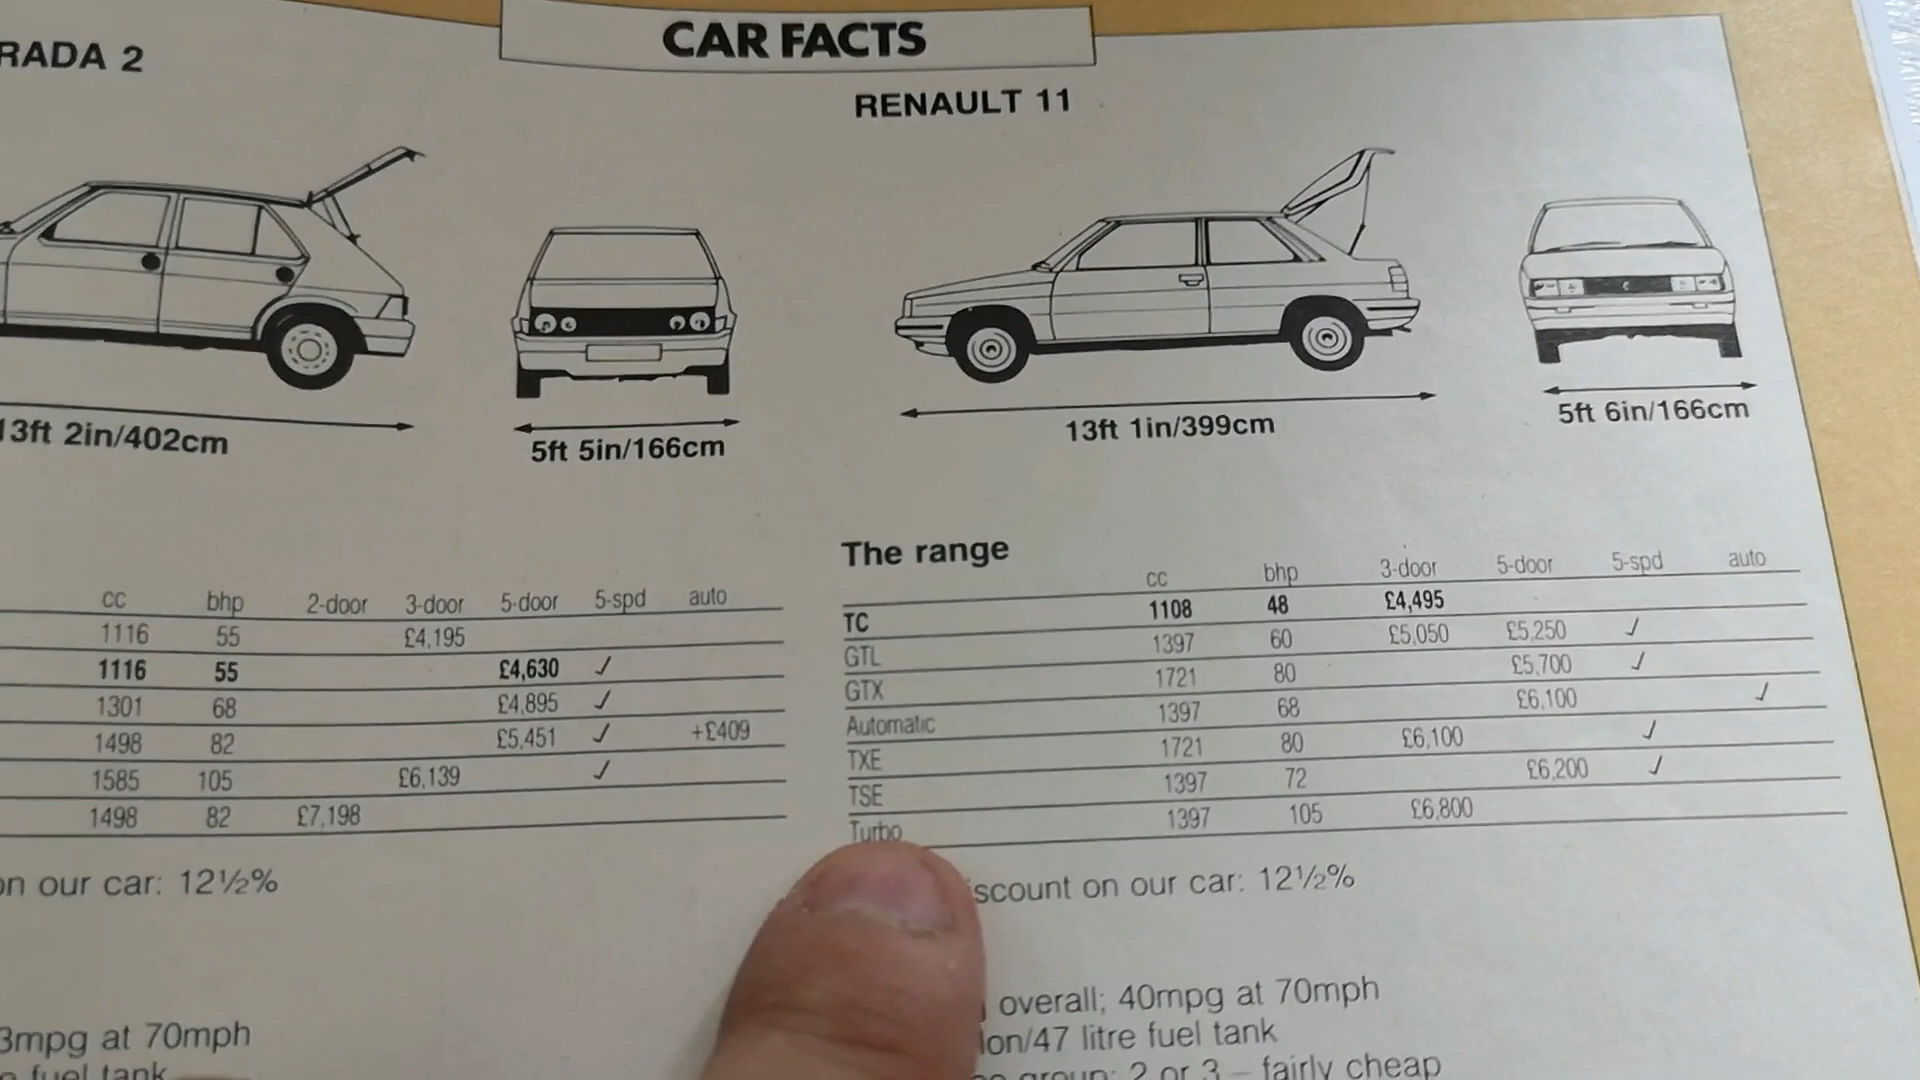 CAR FACTS
RADA 2
13ft 2in/402cm
5ft 5in/166cm
cc bhp 2-door 3-door 5-door 5-spd auto
1116 55 £4,195
1116 55 £4,630 ✓
1301 68 £4,895 ✓
1498 82 £5,451 ✓ +£409
1585 105 £6,139 ✓
1498 82 £7,198
on our car: 12½%
3mpg at 70mph
fuel tank
RENAULT 11
13ft 1in/399cm
5ft 6in/166cm
The range
cc bhp 3-door 5-door 5-spd auto
TC 1108 48 £4,495
GTL 1397 60 £5,050 £5,250 ✓
GTX 1721 80 £5,700 ✓
Automatic 1397 68 £6,100 ✓
TXE 1721 80 £6,100 ✓
TSE 1397 72 £6,200 ✓
Turbo 1397 105 £6,800
iscount on our car: 12½%
overall; 40mpg at 70mph
lon/47 litre fuel tank
group: 2 or 3 – fairly cheap